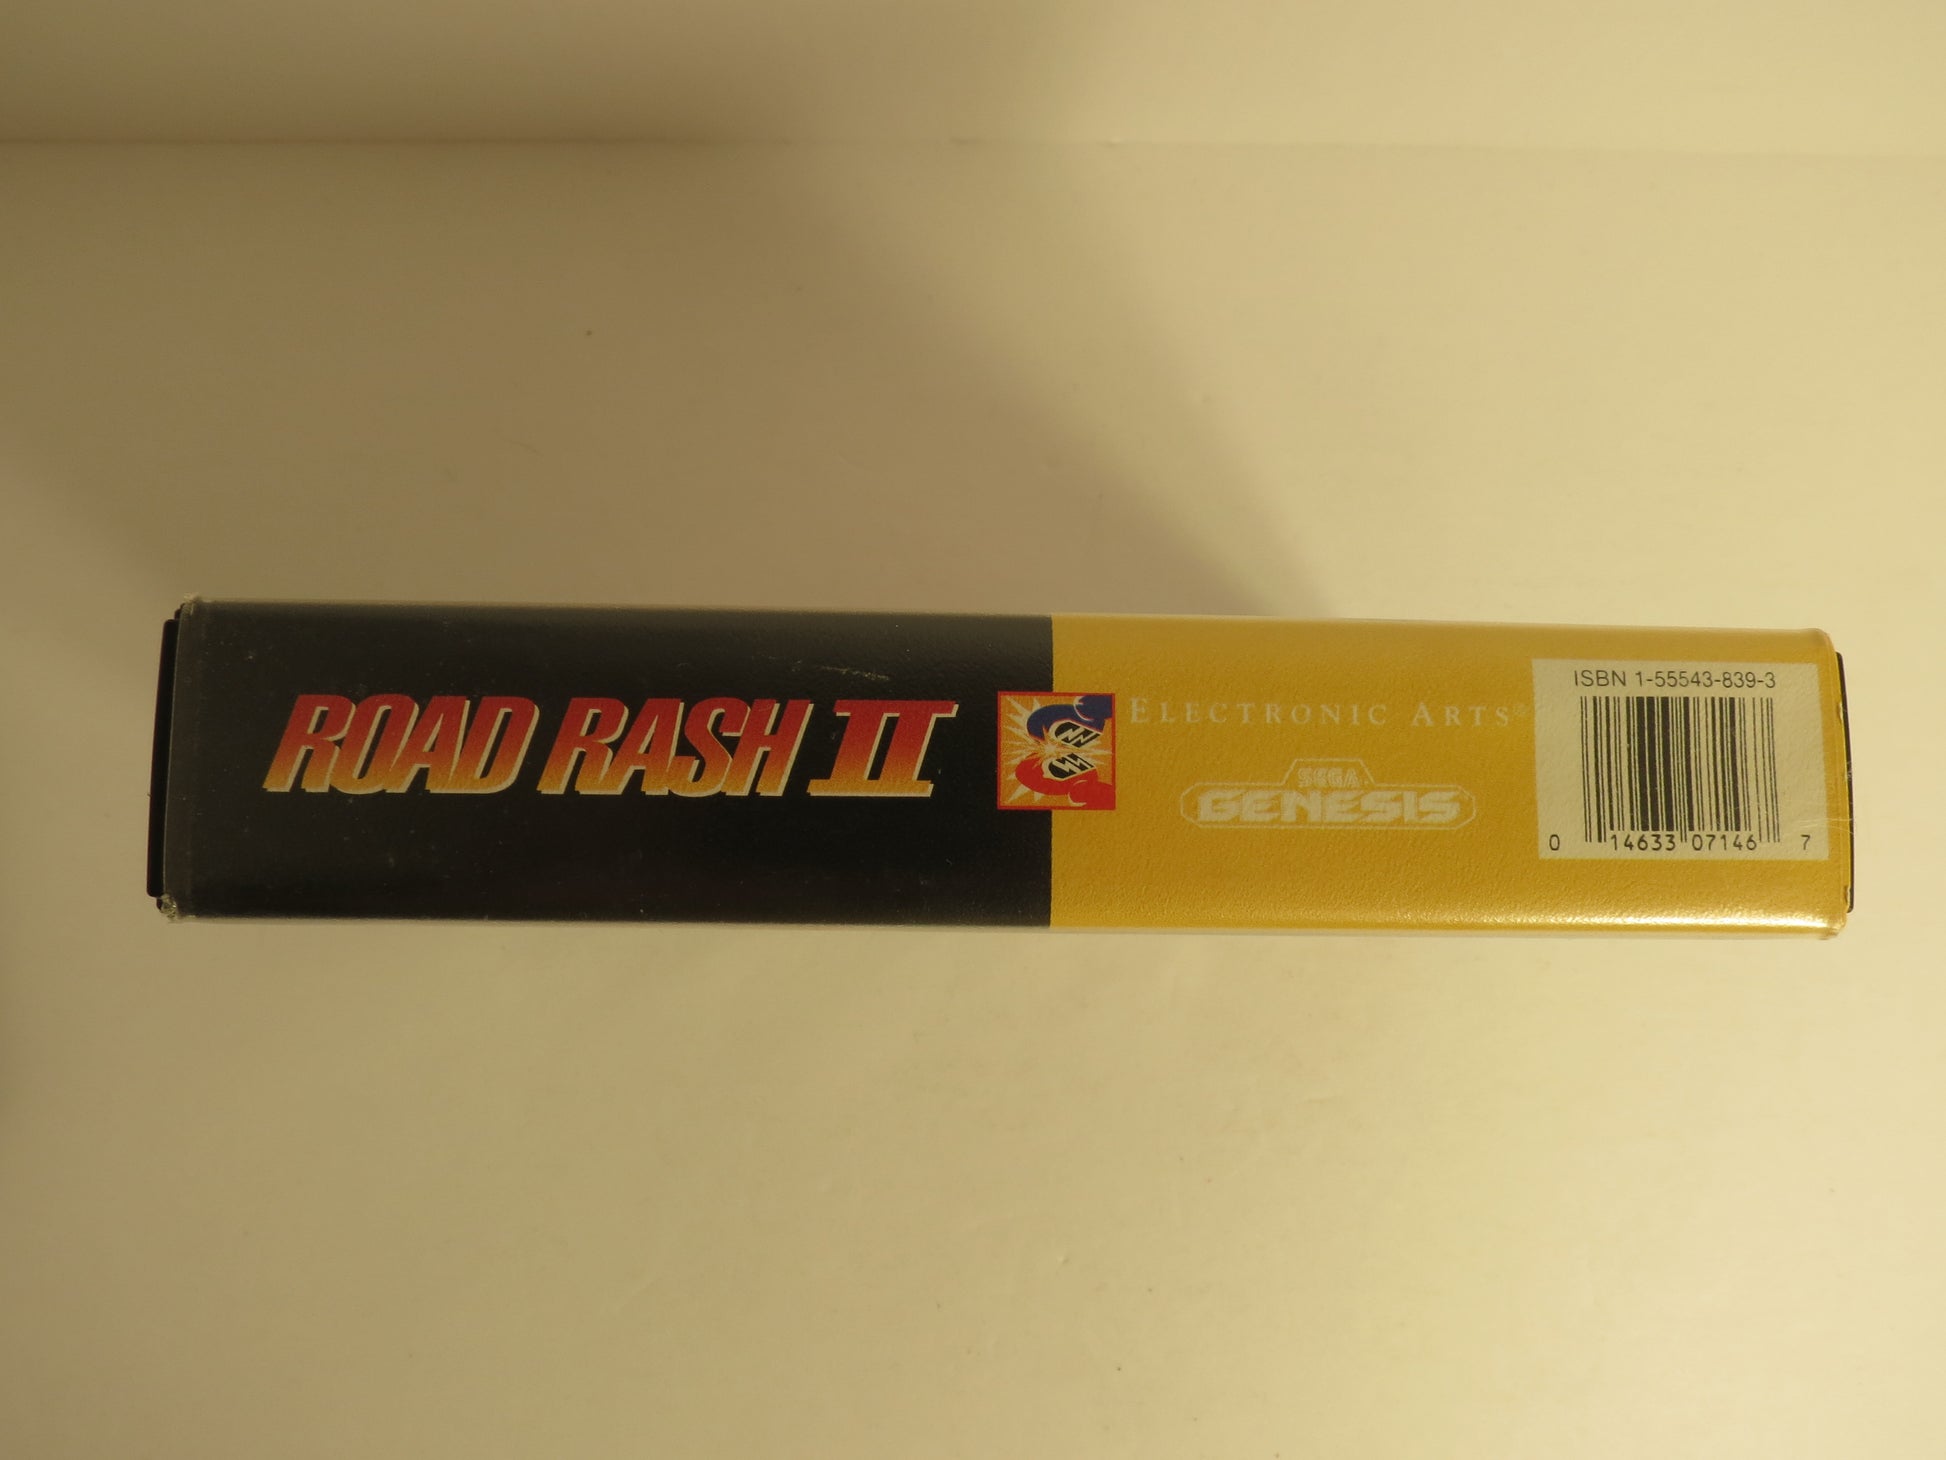 ROAD RASH II
ELECTRONIC ARTS®
SEGA
GENESIS
ISBN 1-55543-839-3
0 14633 07146 7